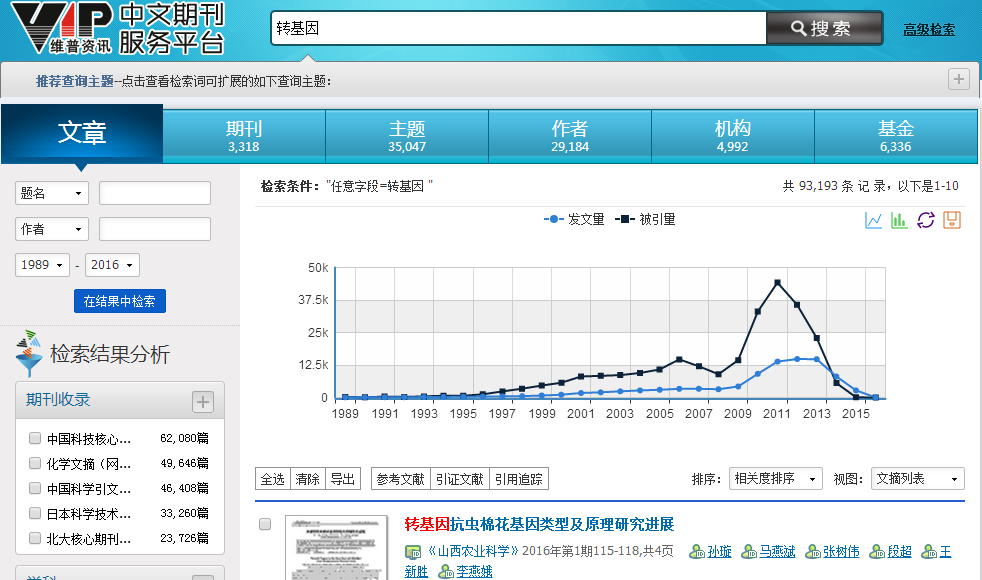 VIP 中文期刊
维普资讯 服务平台
转基因
搜索
高级检索
推荐查询主题--点击查看检索词可扩展的如下查询主题:
文章
期刊
3,318
主题
35,047
作者
29,184
机构
4,992
基金
6,336
题名
作者
1989 - 2016
在结果中检索
检索结果分析
期刊收录
中国科技核心... 62,080篇
化学文摘（网... 49,646篇
中国科学引文... 46,408篇
日本科学技术... 33,260篇
北大核心期刊... 23,726篇
检索条件："任意字段=转基因 "
共 93,193 条 记 录，以下是1-10
发文量 被引量
50k
37.5k
25k
12.5k
0
1989 1991 1993 1995 1997 1999 2001 2003 2005 2007 2009 2011 2013 2015
全选 清除 导出 参考文献 引证文献 引用追踪
排序: 相关度排序 视图: 文摘列表
转基因抗虫棉花基因类型及原理研究进展
《山西农业科学》2016年第1期115-118,共4页 孙璇 马燕斌 张树伟 段超 王
新胜 李燕娥